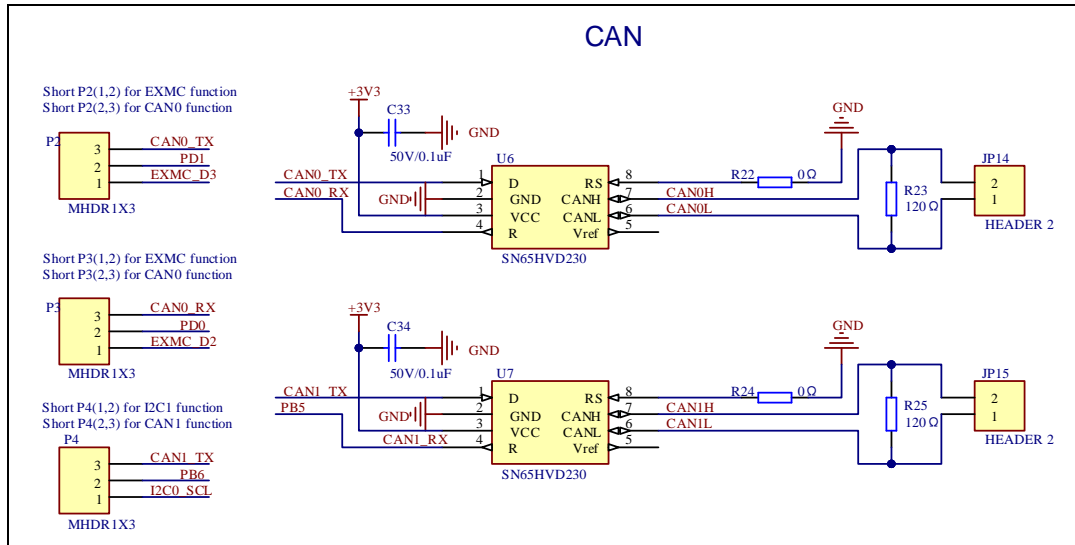 CAN
Short P2(1,2) for EXMC function
Short P2(2,3) for CAN0 function
P2
3 CAN0_TX
2 PD1
1 EXMC_D3
MHDR1X3
Short P3(1,2) for EXMC function
Short P3(2,3) for CAN0 function
P3
3 CAN0_RX
2 PD0
1 EXMC_D2
MHDR1X3
Short P4(1,2) for I2C1 function
Short P4(2,3) for CAN1 function
P4
3 CAN1_TX
2 PB6
1 I2C0_SCL
MHDR1X3
+3V3
C33
GND
50V/0.1uF
U6
CAN0_TX 1 D RS 8 R22 0Ω GND
CAN0_RX GND 2 GND CANH 7 CAN0H
3 VCC CANL 6 CAN0L
4 R Vref 5
SN65HVD230
R23
120Ω
JP14
2
1
HEADER 2
+3V3
C34
GND
50V/0.1uF
U7
CAN1_TX 1 D RS 8 R24 0Ω GND
PB5 GND 2 GND CANH 7 CAN1H
3 VCC CANL 6 CAN1L
CAN1_RX 4 R Vref 5
SN65HVD230
R25
120Ω
JP15
2
1
HEADER 2